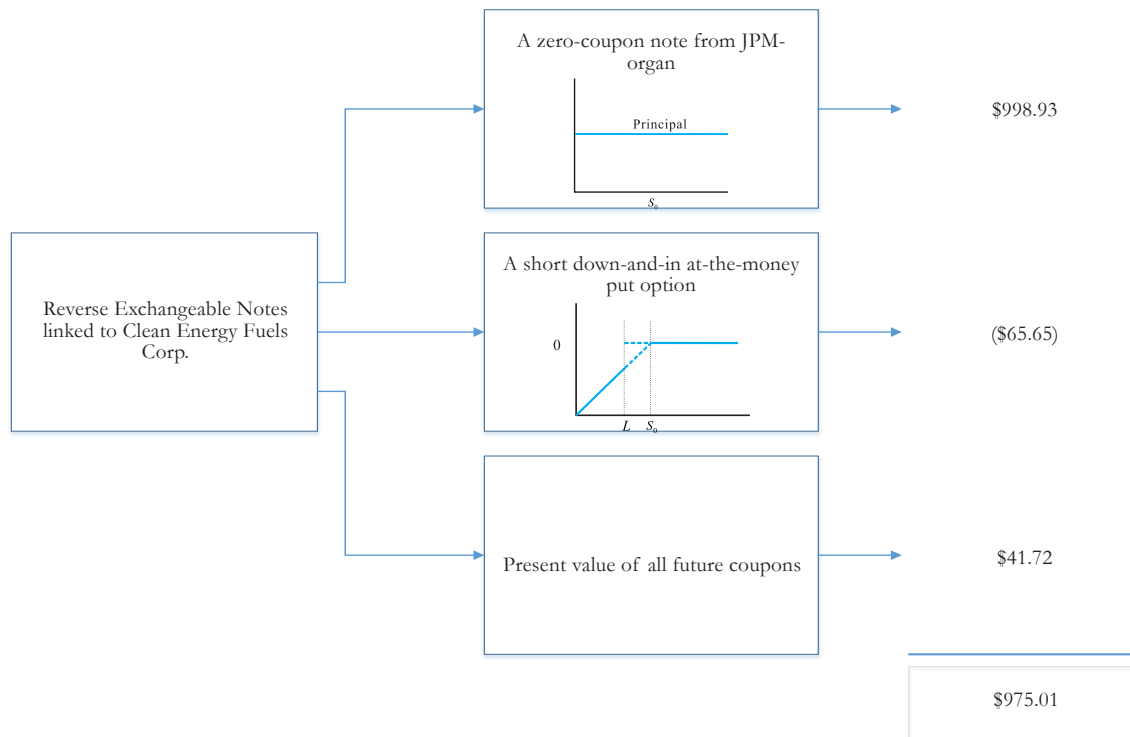 A zero-coupon note from JPM-
organ
Principal
S₀
$998.93
Reverse Exchangeable Notes
linked to Clean Energy Fuels
Corp.
A short down-and-in at-the-money
put option
0
L S₀
($65.65)
Present value of all future coupons
$41.72
$975.01